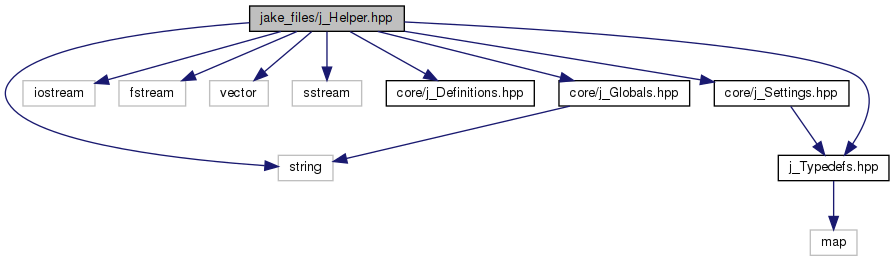 jake_files/j_Helper.hpp
iostream
fstream
vector
sstream
core/j_Definitions.hpp
core/j_Globals.hpp
core/j_Settings.hpp
string
j_Typedefs.hpp
map